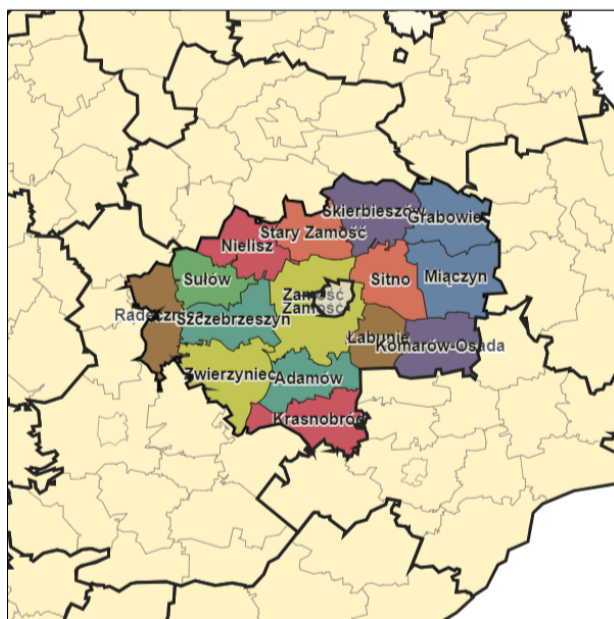 Skierbieszów
Grabowiec
Stary Zamość
Nielisz
Sułów
Sitno
Miączyn
Zamość
Zamość
Radecznica
Szczebrzeszyn
Łabunie
Komarów-Osada
Zwierzyniec
Adamów
Krasnobród